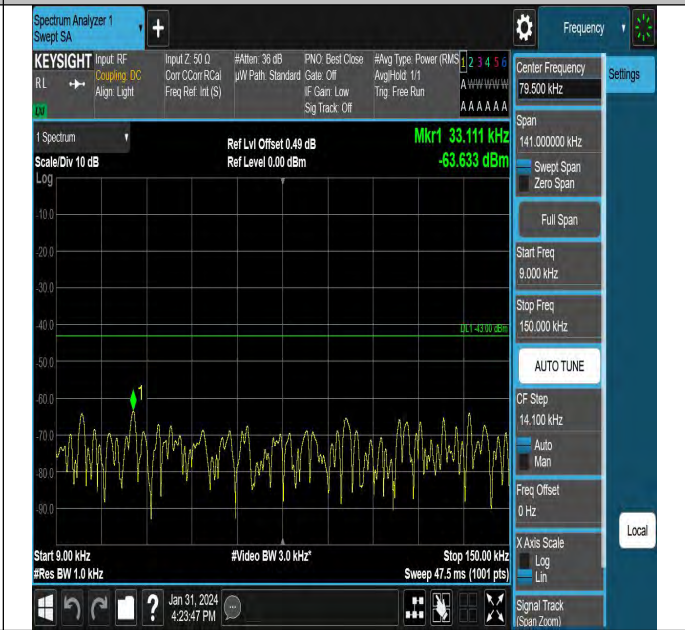 Spectrum Analyzer 1
Swept SA
Frequency
KEYSIGHT
RL
Input: RF
Coupling: DC
Align: Light
Input Z: 50 Ω
Corr CCorr RCal
Freq Ref: Int (S)
#Atten: 36 dB
µW Path: Standard
PNO: Best Close
Gate: Off
IF Gain: Low
Sig Track: Off
#Avg Type: Power (RMS
Avg|Hold: 1/1
Trig: Free Run
1 2 3 4 5 6
A W W W W W
A A A A A A
1 Spectrum
Scale/Div 10 dB
Log
Ref Lvl Offset 0.49 dB
Ref Level 0.00 dBm
Mkr1 33.111 kHz
-63.633 dBm
-10.0
-20.0
-30.0
-40.0
DL1 -43.00 dBm
-50.0
-60.0
1
-70.0
-80.0
-90.0
Start 9.00 kHz
#Res BW 1.0 kHz
#Video BW 3.0 kHz*
Stop 150.00 kHz
Sweep 47.5 ms (1001 pts)
Jan 31, 2024
4:23:47 PM
Center Frequency
79.500 kHz
Settings
Span
141.000000 kHz
Swept Span
Zero Span
Full Span
Start Freq
9.000 kHz
Stop Freq
150.000 kHz
AUTO TUNE
CF Step
14.100 kHz
Auto
Man
Freq Offset
0 Hz
Local
X Axis Scale
Log
Lin
Signal Track
(Span Zoom)